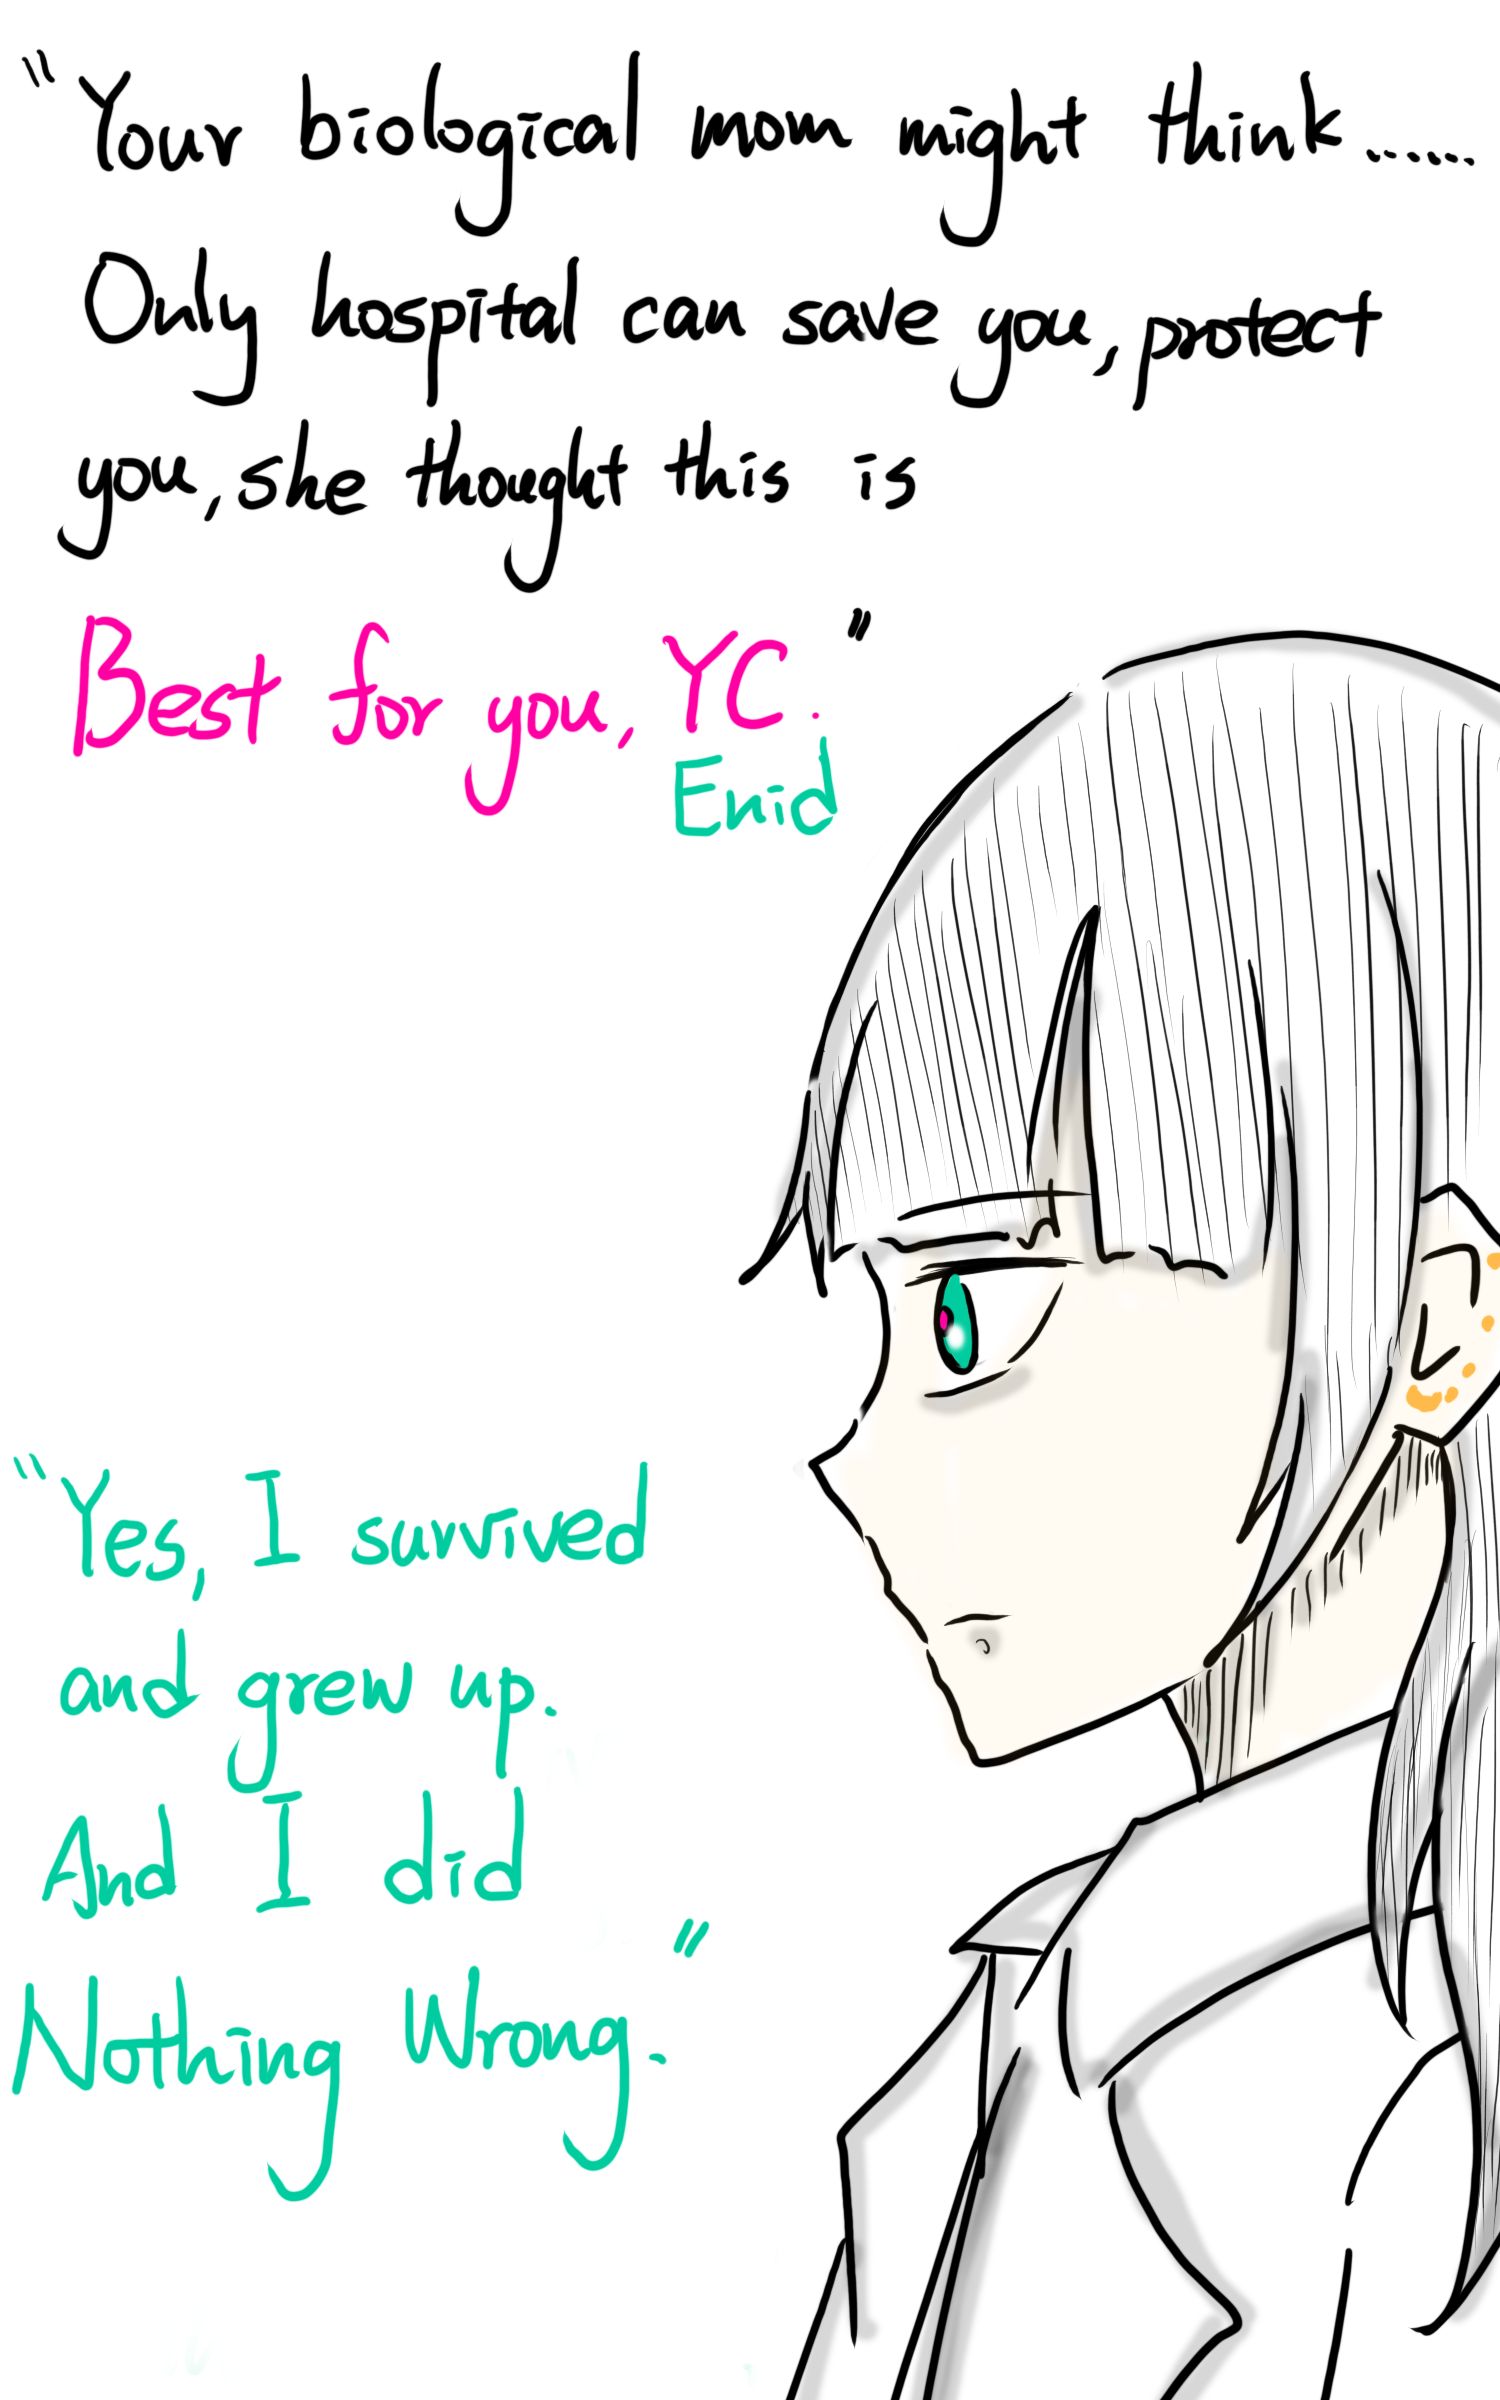 "Your biological mom might think.......
Only hospital can save you, protect
you, she thought this is
Best for you, YC."
Enid
"Yes, I survived
and grew up.
And I did
Nothing Wrong."